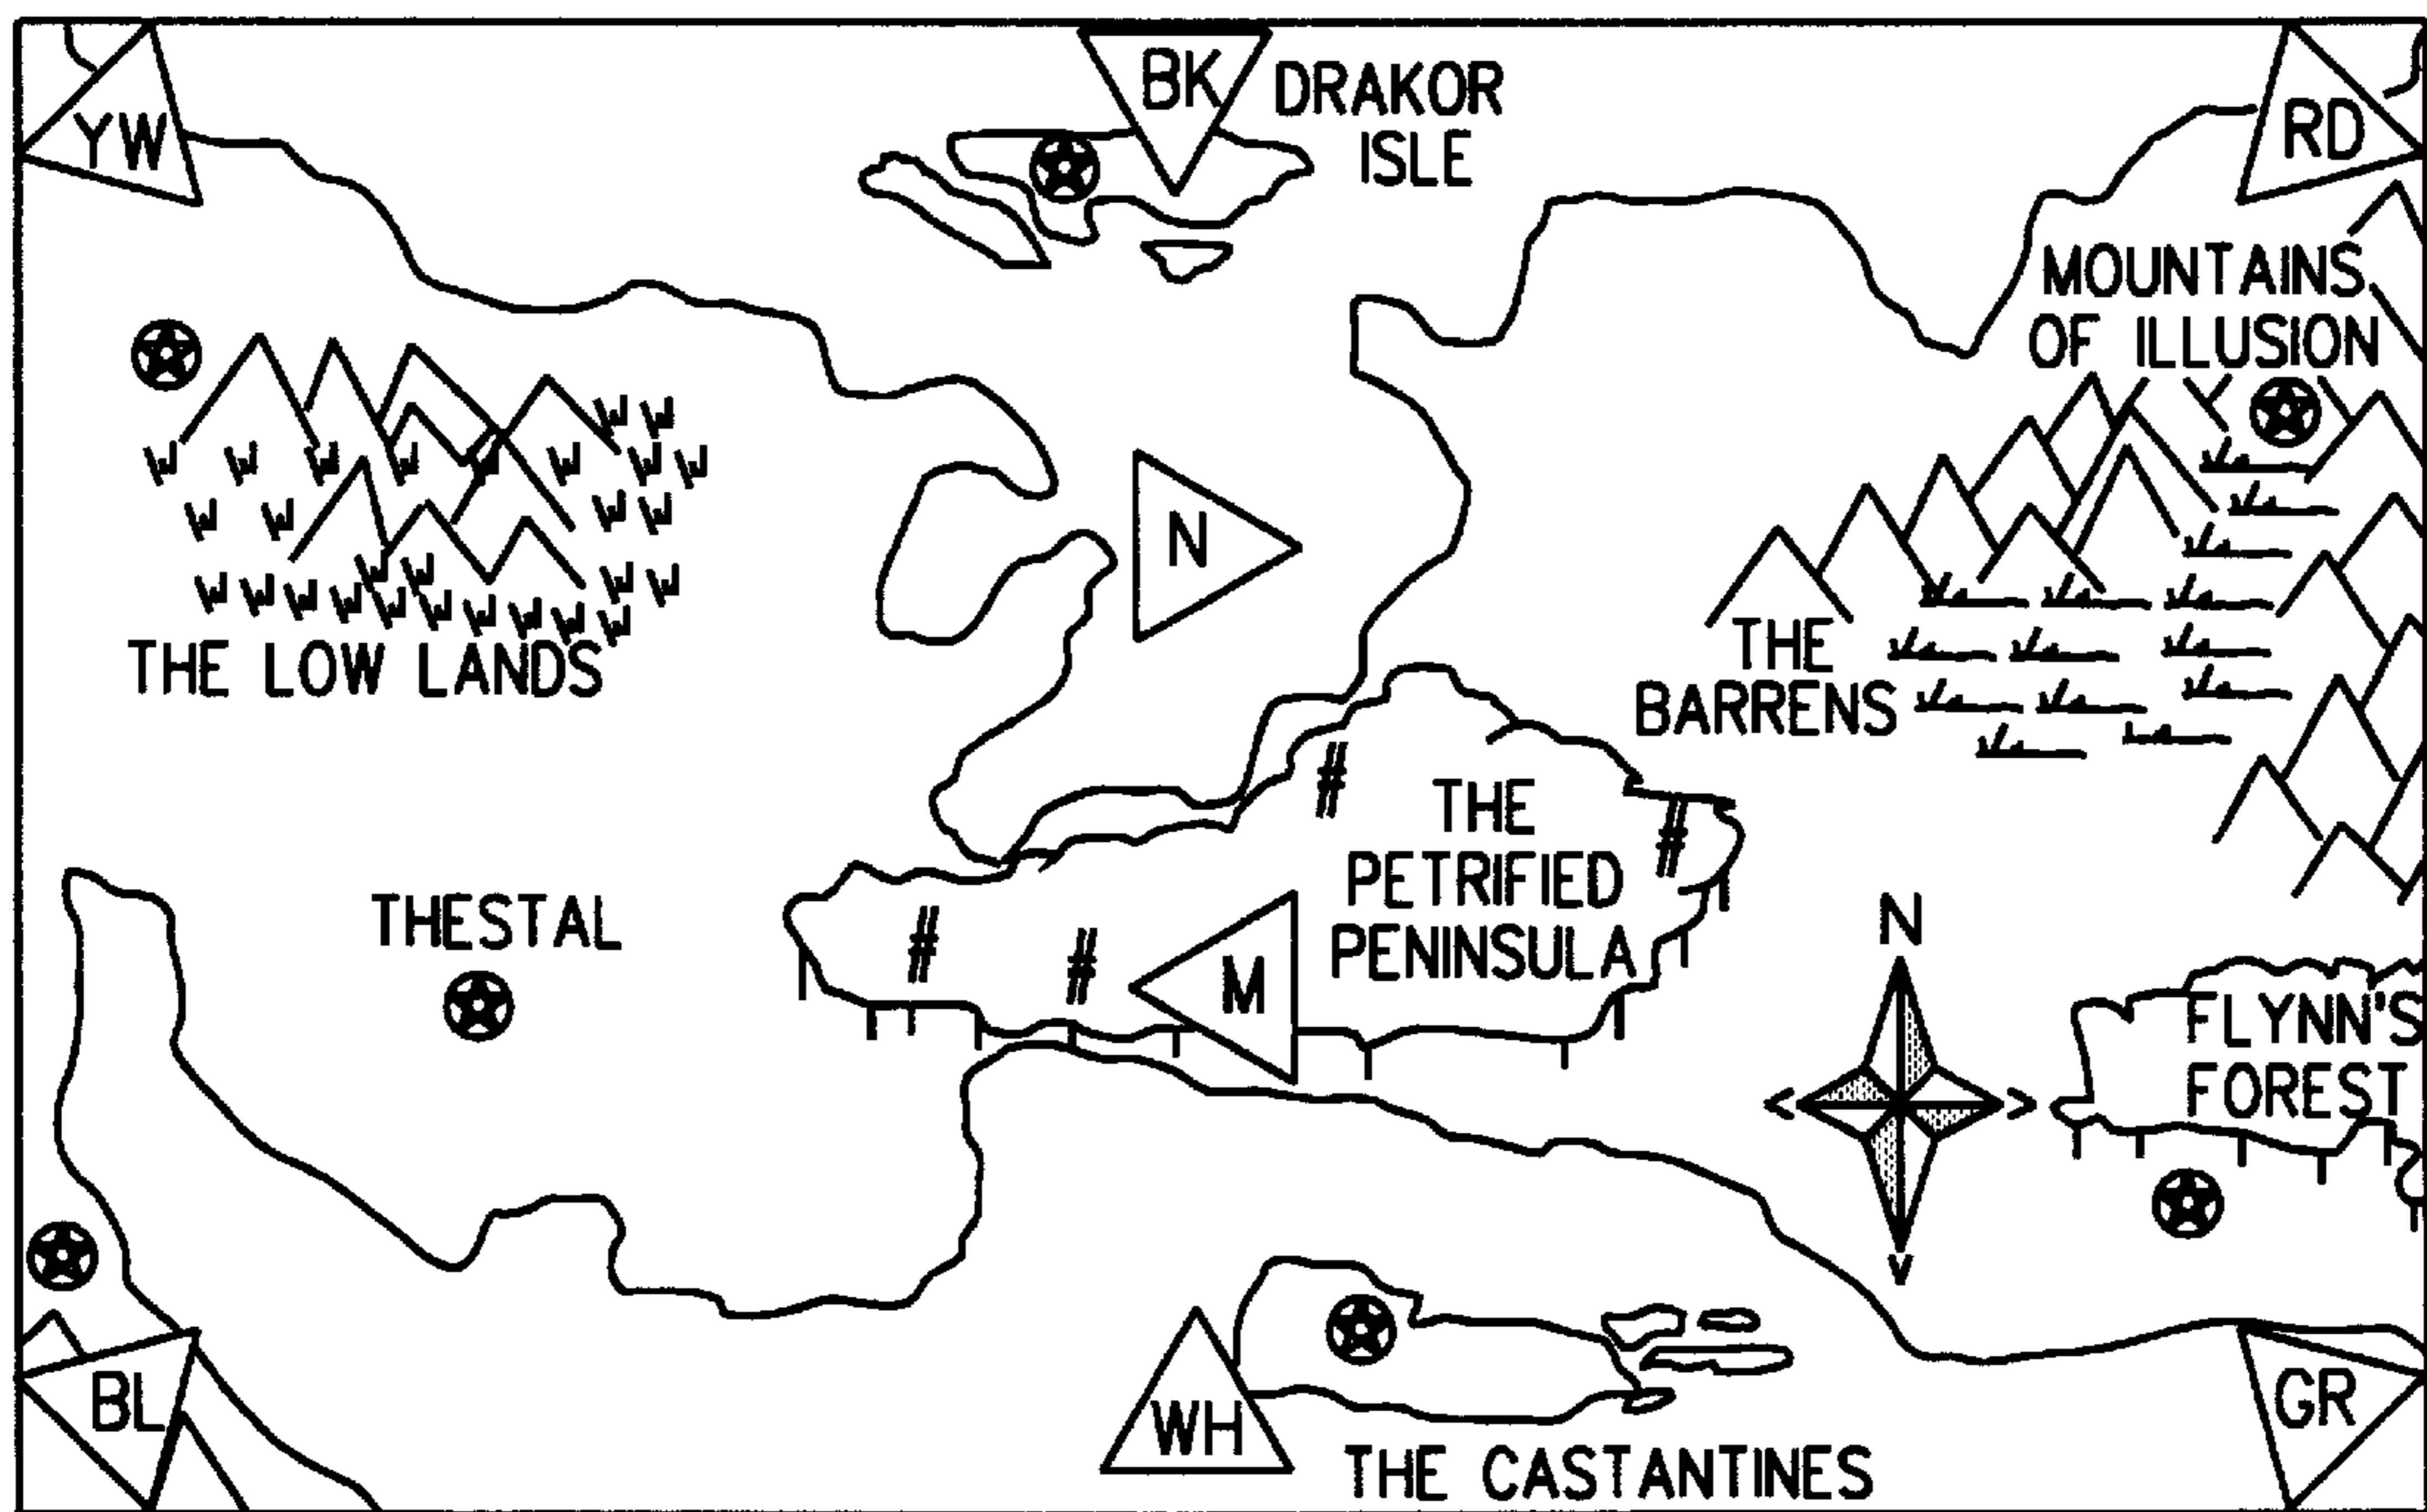 YW
BK
DRAKOR
ISLE
RD
MOUNTAINS
OF ILLUSION
N
THE LOW LANDS
THE
BARRENS
THE
PETRIFIED
PENINSULA
THESTAL
M
N
FLYNN'S
FOREST
BL
WH
THE CASTANTINES
GR